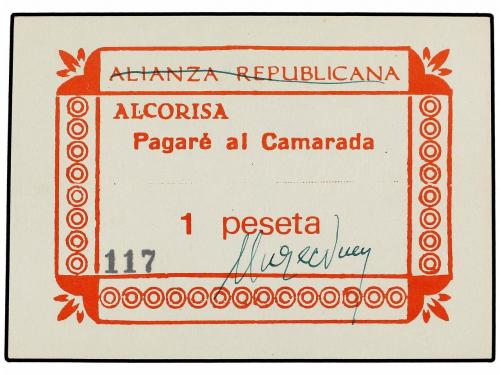 ALIANZA REPUBLICANA
ALCORISA
Pagaré al Camarada
1 peseta
117